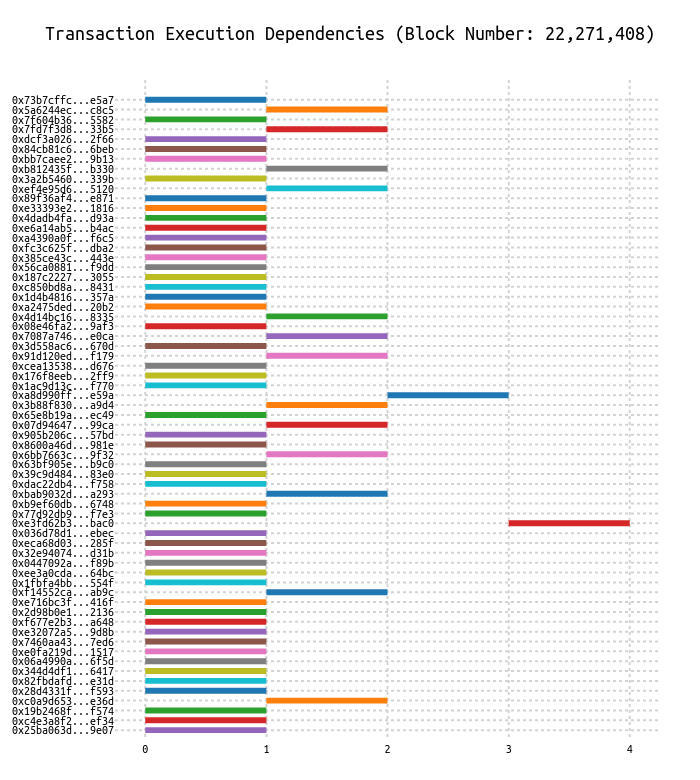 Transaction Execution Dependencies (Block Number: 22,271,408)
0x73b7cffc...e5a7
0x5a6244ec...c8c5
0x7f604b36...5582
0x7fd7f3d8...33b5
0xdcf3a026...2f66
0x84cb81c6...6beb
0xbb7caee2...9b13
0xb812435f...b330
0x3a2b5460...339b
0xef4e95d6...5120
0x89f36af4...e871
0xe33393e2...1816
0x4dadb4fa...d93a
0xe6a14ab5...b4ac
0xa4390a0f...f6c5
0xfc3c625f...dba2
0x385ce43c...443e
0x56ca0881...f9dd
0x187c2227...3055
0xc850bd8a...8431
0x1d4b4816...357a
0xa2475ded...20b2
0x4d14bc16...8335
0x08e46fa2...9af3
0x7087a746...e0ca
0x3d558ac6...670d
0x91d120ed...f179
0xcea13538...d676
0x176f8eeb...2ff9
0x1ac9d13c...f770
0xa8d990ff...e59a
0x3b88f830...a9d4
0x65e8b19a...ec49
0x07d94647...99ca
0x905b206c...57bd
0x8600a46d...981e
0x6bb7663c...9f32
0x63bf905e...b9c0
0x39c9d484...83e0
0xdac22db4...f758
0xbab9032d...a293
0xb9ef60db...6748
0x77d92db9...f7e3
0xe3fd62b3...bac0
0x036d78d1...ebec
0xeca68d03...285f
0x32e94074...d31b
0x0447092a...f89b
0xee3a0cda...64bc
0x1fbfa4bb...554f
0xf14552ca...ab9c
0xe716bc3f...416f
0x2d98b0e1...2136
0xf677e2b3...a648
0xe32072a5...9d8b
0x7460aa43...7ed6
0xe0fa219d...1517
0x06a4990a...6f5d
0x344d4df1...6417
0x82fbdafd...e31d
0x28d4331f...f593
0xc0a9d653...e36d
0x19b2468f...f574
0xc4e3a8f2...ef34
0x25ba063d...9e07
0 1 2 3 4